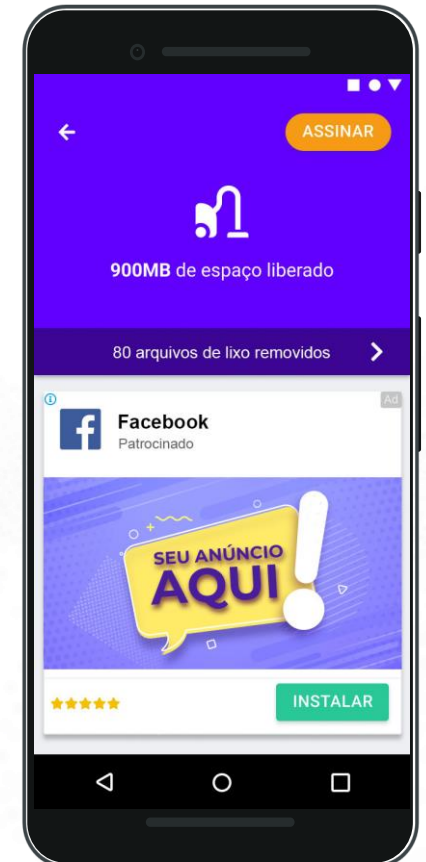 ASSINAR
900MB de espaço liberado
80 arquivos de lixo removidos
Ad
Facebook
Patrocinado
SEU ANÚNCIO
AQUI!
INSTALAR